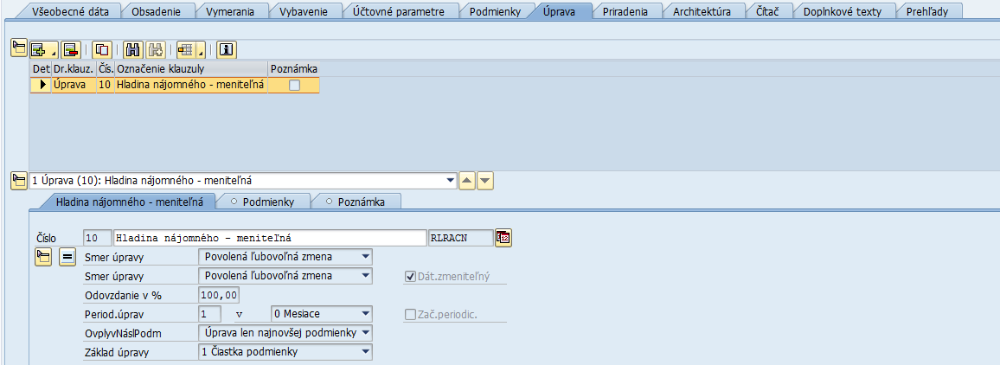 Všeobecné dáta Obsadenie Vymerania Vybavenie Účtovné parametre Podmienky Úprava Priradenia Architektúra Čítač Doplnkové texty Prehľady
Det Dr.klauz. Čís. Označenie klauzuly Poznámka
Úprava 10 Hladina nájomného - meniteľná
1 Úprava (10): Hladina nájomného - meniteľná
Hladina nájomného - meniteľná Podmienky Poznámka
Číslo 10 Hladina nájomného - meniteľná RLRACN
Smer úpravy Povolená ľubovoľná zmena
Smer úpravy Povolená ľubovoľná zmena Dát.zmeniteľný
Odovzdanie v % 100,00
Period.úprav 1 v 0 Mesiace Zač.periodic.
OvplyvNáslPodm Úprava len najnovšej podmienky
Základ úpravy 1 Čiastka podmienky